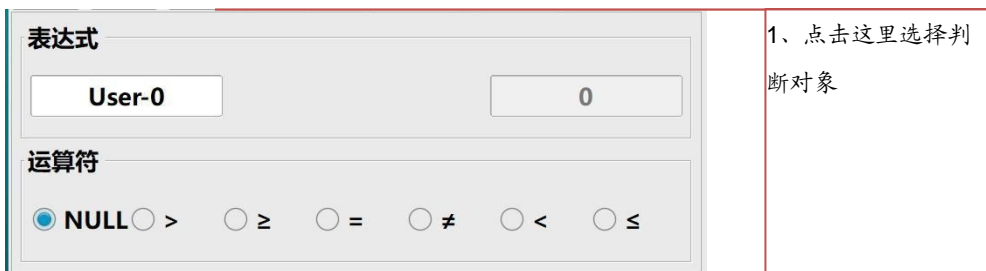 表达式
User-0 0
运算符
NULL > ≥ = ≠ < ≤
1、点击这里选择判
断对象